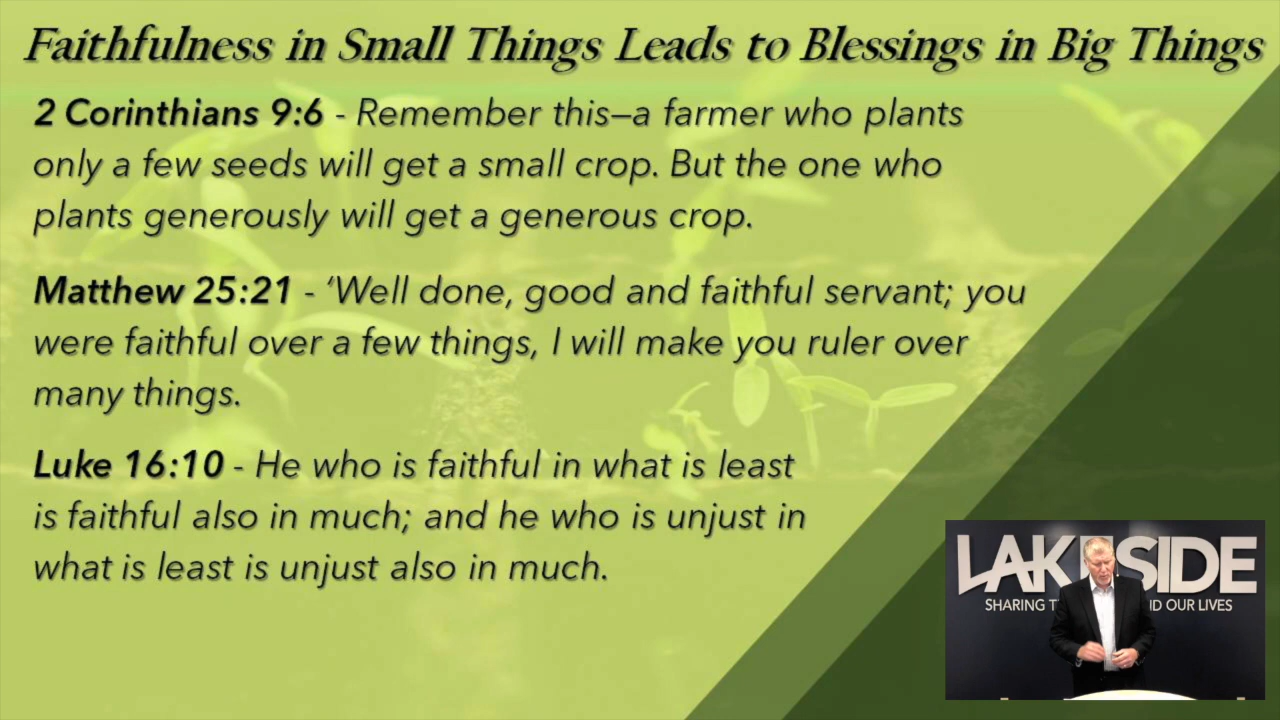 Faithfulness in Small Things Leads to Blessings in Big Things
2 Corinthians 9:6 - Remember this—a farmer who plants
only a few seeds will get a small crop. But the one who
plants generously will get a generous crop.
Matthew 25:21 - ‘Well done, good and faithful servant; you
were faithful over a few things, I will make you ruler over
many things.
Luke 16:10 - He who is faithful in what is least
is faithful also in much; and he who is unjust in
what is least is unjust also in much.
LAKESIDE
SHARING OUR LIVES